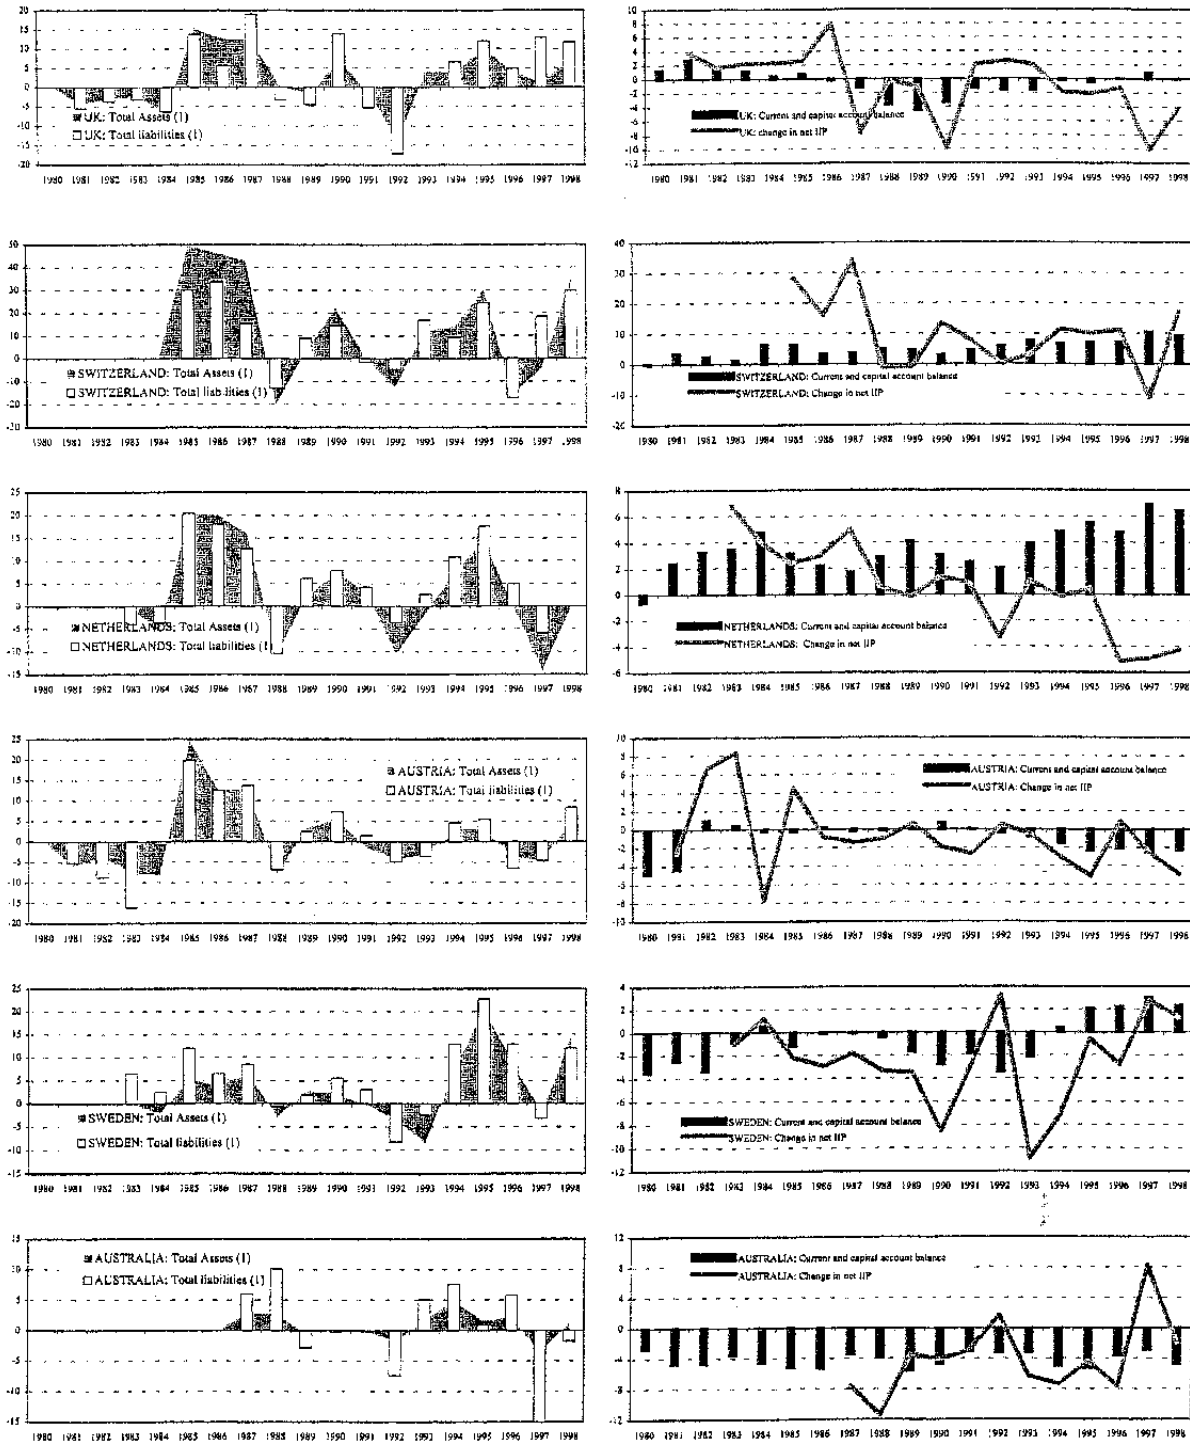 20
15
10
5
0
-5
-10
-15
-20
UK: Total Assets (1)
UK: Total liabilities (1)
1980 1981 1982 1983 1984 1985 1986 1987 1988 1989 1990 1991 1992 1993 1994 1995 1996 1997 1998
10
8
6
4
2
0
-2
-4
-6
-8
-10
-12
UK: Current and capital account balance
UK: change in net IIP
1980 1981 1982 1983 1984 1985 1986 1987 1988 1989 1990 1991 1992 1993 1994 1995 1996 1997 1998
50
40
30
20
10
0
-10
-20
-30
SWITZERLAND: Total Assets (1)
SWITZERLAND: Total liabilities (1)
1980 1981 1982 1983 1984 1985 1986 1987 1988 1989 1990 1991 1992 1993 1994 1995 1996 1997 1998
40
30
20
10
0
-10
-20
SWITZERLAND: Current and capital account balance
SWITZERLAND: Change in net IIP
1980 1981 1982 1983 1984 1985 1986 1987 1988 1989 1990 1991 1992 1993 1994 1995 1996 1997 1998
25
20
15
10
5
0
-5
-10
-15
NETHERLANDS: Total Assets (1)
NETHERLANDS: Total liabilities (1)
1980 1981 1982 1983 1984 1985 1986 1987 1988 1989 1990 1991 1992 1993 1994 1995 1996 1997 1998
8
6
4
2
0
-2
-4
-6
NETHERLANDS: Current and capital account balance
NETHERLANDS: Change in net IIP
1980 1981 1982 1983 1984 1985 1986 1987 1988 1989 1990 1991 1992 1993 1994 1995 1996 1997 1998
25
20
15
10
5
0
-5
-10
-15
-20
AUSTRIA: Total Assets (1)
AUSTRIA: Total liabilities (1)
1980 1981 1982 1983 1984 1985 1986 1987 1988 1989 1990 1991 1992 1993 1994 1995 1996 1997 1998
10
8
6
4
2
0
-2
-4
-6
-8
-10
AUSTRIA: Current and capital account balance
AUSTRIA: Change in net IIP
1980 1981 1982 1983 1984 1985 1986 1987 1988 1989 1990 1991 1992 1993 1994 1995 1996 1997 1998
25
20
15
10
5
0
-5
-10
-15
SWEDEN: Total Assets (1)
SWEDEN: Total liabilities (1)
1980 1981 1982 1983 1984 1985 1986 1987 1988 1989 1990 1991 1992 1993 1994 1995 1996 1997 1998
4
2
0
-2
-4
-6
-8
-10
-12
SWEDEN: Current and capital account balance
SWEDEN: Change in net IIP
1980 1981 1982 1983 1984 1985 1986 1987 1988 1989 1990 1991 1992 1993 1994 1995 1996 1997 1998
15
10
5
0
-5
-10
-15
AUSTRALIA: Total Assets (1)
AUSTRALIA: Total liabilities (1)
1980 1981 1982 1983 1984 1985 1986 1987 1988 1989 1990 1991 1992 1993 1994 1995 1996 1997 1998
12
8
4
0
-4
-8
-12
AUSTRALIA: Current and capital account balance
AUSTRALIA: Change in net IIP
1980 1981 1982 1983 1984 1985 1986 1987 1988 1989 1990 1991 1992 1993 1994 1995 1996 1997 1998